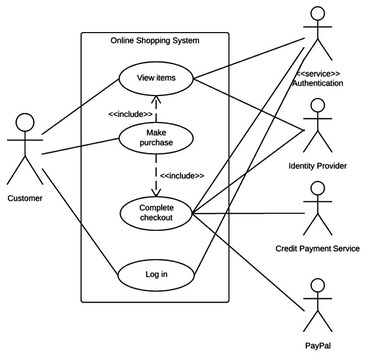 Online Shopping System
View items
<<service>>
Authentication
<<include>>
Make
purchase
Identity Provider
<<include>>
Customer
Complete
checkout
Credit Payment Service
Log in
PayPal